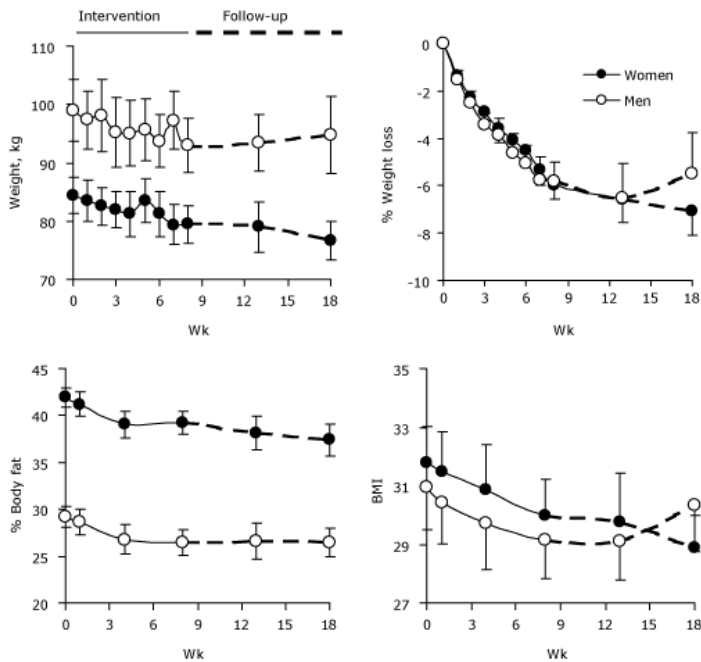 Intervention Follow-up
110
100
90
80
70
Weight, kg
0 3 6 9 12 15 18
Wk
-0
-2
-4
-6
-8
-10
% Weight loss
Women
Men
0 3 6 9 12 15 18
Wk
45
40
35
30
25
20
% Body fat
0 3 6 9 12 15 18
Wk
35
33
31
29
27
BMI
0 3 6 9 12 15 18
Wk